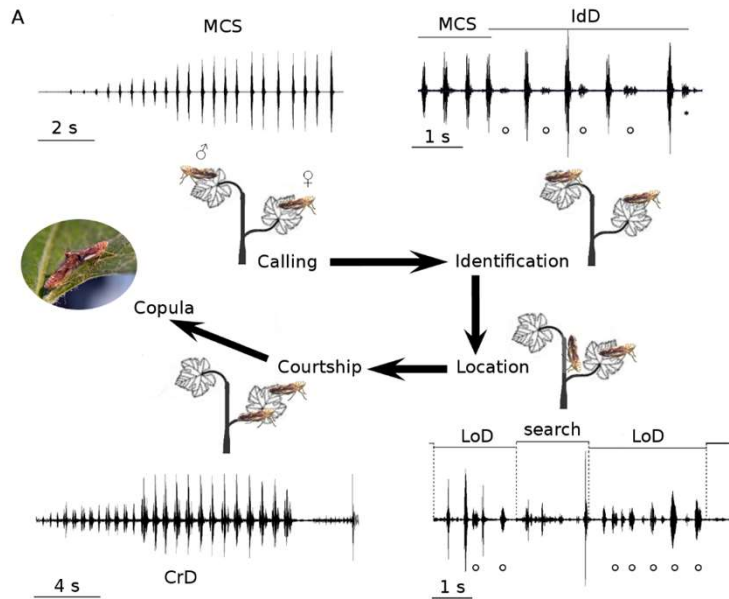 A
MCS
2 s
MCS
IdD
1 s
♂
♀
Calling
Identification
Copula
Courtship
Location
LoD
search
LoD
4 s
CrD
1 s